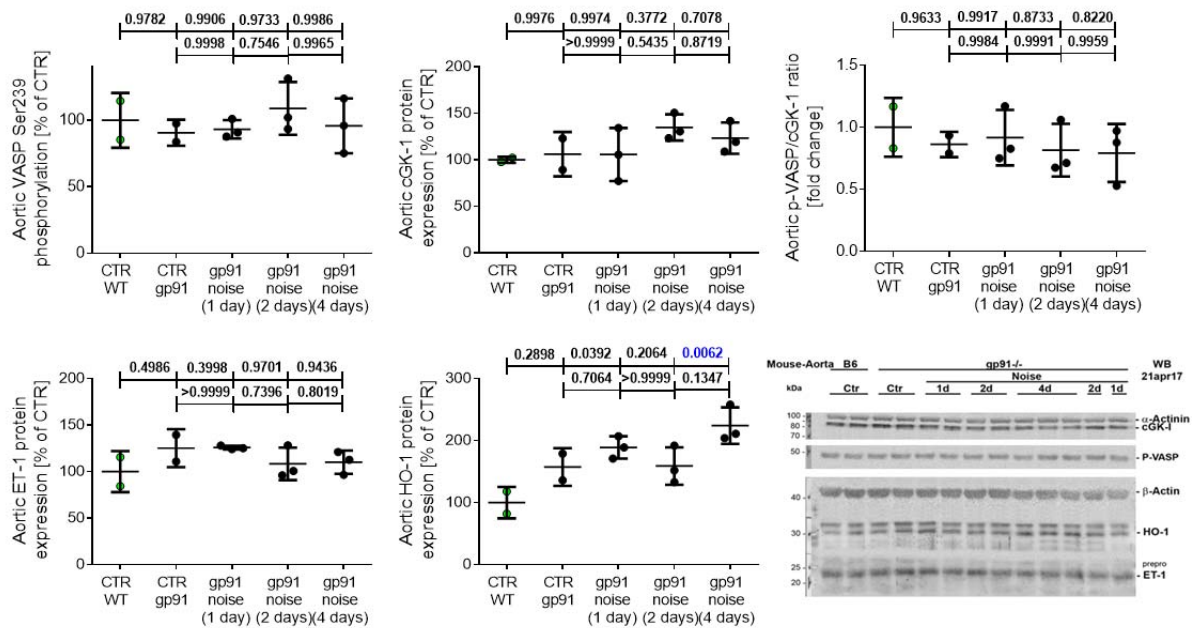 0.9782 0.9906 0.9733 0.9986
0.9998 0.7546 0.9965
Aortic VASP Ser239
phosphorylation [% of CTR]
100
50
0
CTR CTR gp91 gp91 gp91
WT gp91 noise noise noise
(1 day) (2 days)(4 days)
0.9976 0.9974 0.3772 0.7078
>0.9999 0.5435 0.8719
Aortic cGK-1 protein
expression [% of CTR]
200
150
100
50
0
CTR CTR gp91 gp91 gp91
WT gp91 noise noise noise
(1 day) (2 days)(4 days)
0.9633 0.9917 0.8733 0.8220
0.9984 0.9991 0.9959
Aortic p-VASP/cGK-1 ratio
[fold change]
1.5
1.0
0.5
0.0
CTR CTR gp91 gp91 gp91
WT gp91 noise noise noise
(1 day) (2 days)(4 days)
0.4986 0.3998 0.9701 0.9436
>0.9999 0.7396 0.8019
Aortic ET-1 protein
expression [% of CTR]
200
150
100
50
0
CTR CTR gp91 gp91 gp91
WT gp91 noise noise noise
(1 day) (2 days)(4 days)
0.2898 0.0392 0.2064 0.0062
0.7064 >0.9999 0.1347
Aortic HO-1 protein
expression [% of CTR]
300
200
100
0
CTR CTR gp91 gp91 gp91
WT gp91 noise noise noise
(1 day) (2 days)(4 days)
Mouse-Aorta B6 gp91-/- WB
Noise 21apr17
kDa Ctr Ctr 1d 2d 4d 2d 1d
100 α-Actinin
80 cGK-I
70
50 P-VASP
β-Actin
40
HO-1
30
25 prepro
20 ET-1